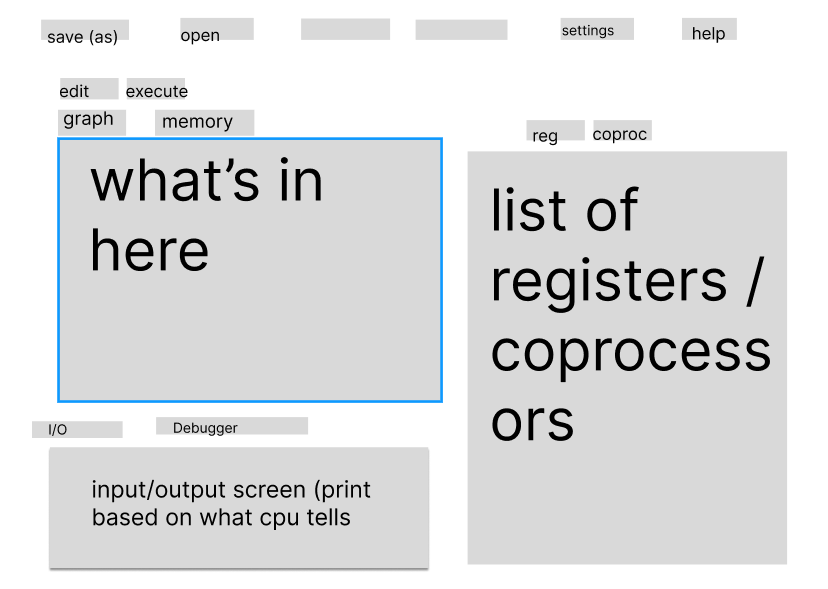 save (as)
open
settings
help
edit
execute
graph
memory
reg
coproc
what's in
here
list of
registers /
coprocess
ors
I/O
Debugger
input/output screen (print
based on what cpu tells